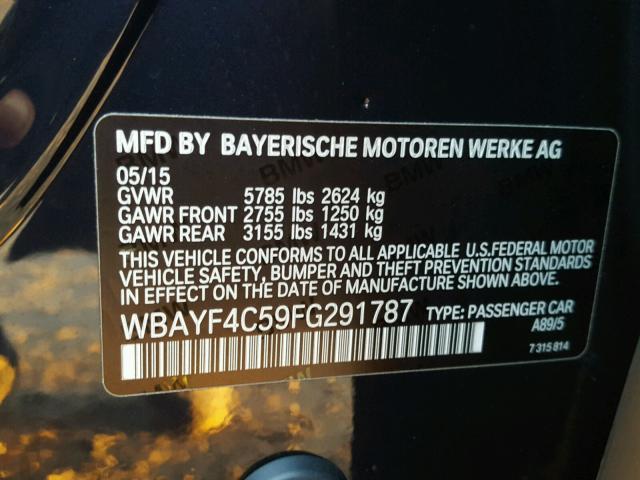 MFD BY BAYERISCHE MOTOREN WERKE AG
05/15
GVWR 5785 lbs 2624 kg
GAWR FRONT 2755 lbs 1250 kg
GAWR REAR 3155 lbs 1431 kg
THIS VEHICLE CONFORMS TO ALL APPLICABLE U.S.FEDERAL MOTOR
VEHICLE SAFETY, BUMPER AND THEFT PREVENTION STANDARDS
IN EFFECT ON THE DATE OF MANUFACTURE SHOWN ABOVE.
WBAYF4C59FG291787 TYPE: PASSENGER CAR
A89/5
7 315 814